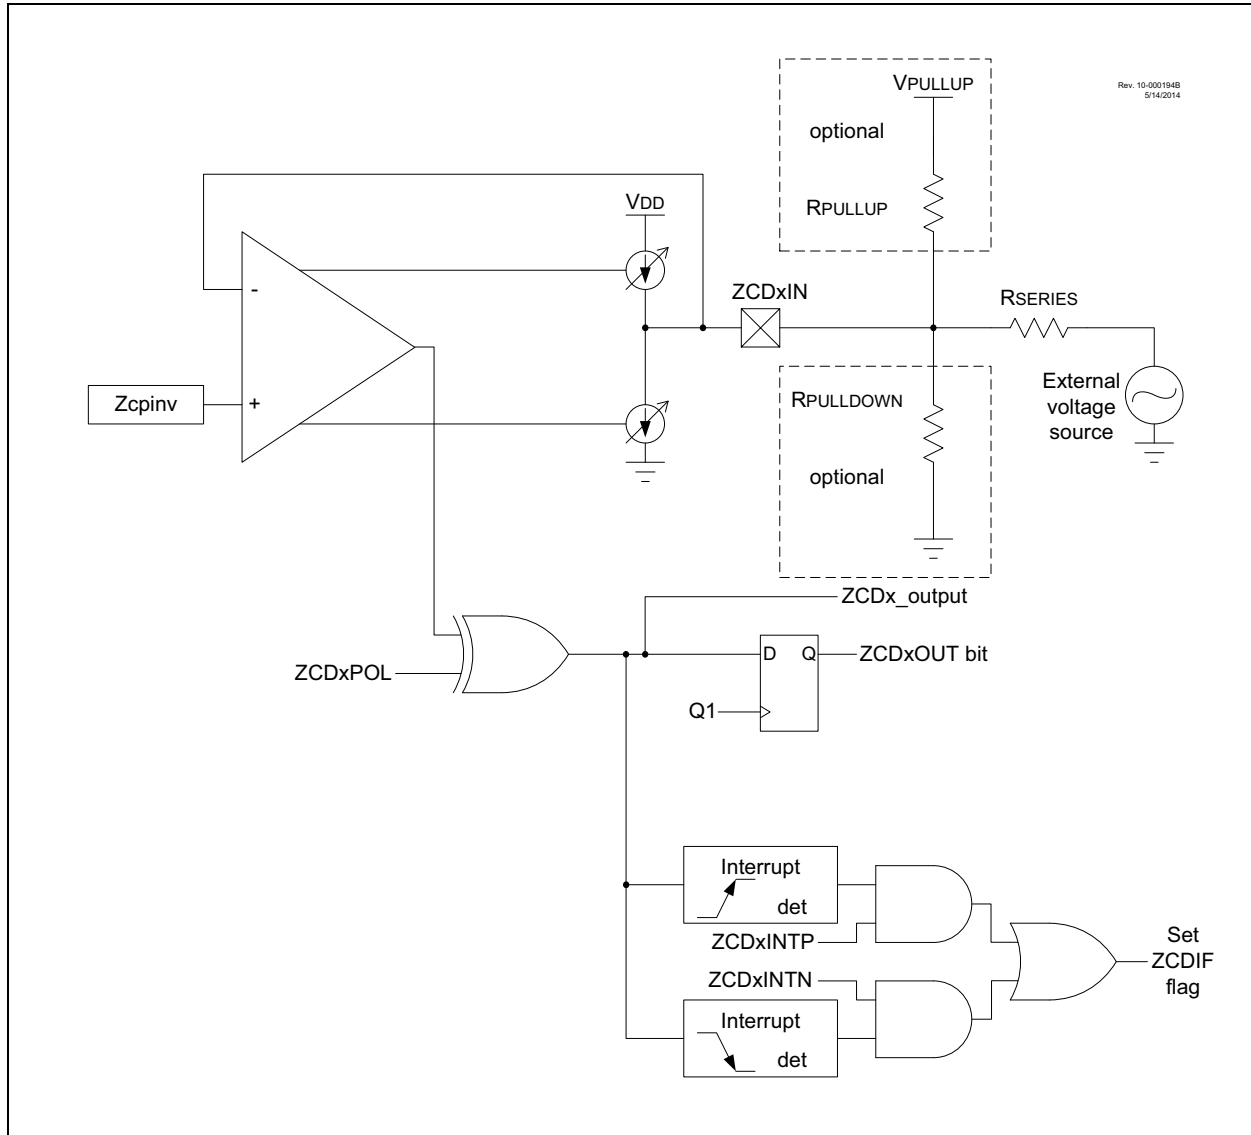 VPULLUP
Rev. 10-000194B
5/14/2014
optional
RPULLUP
VDD
ZCDxIN
RSERIES
-
Zcpinv
+
RPULLDOWN
External
voltage
source
optional
ZCDx_output
ZCDxPOL
D Q
ZCDxOUT bit
Q1
Interrupt
det
ZCDxINTP
Set
ZCDIF
flag
ZCDxINTN
Interrupt
det